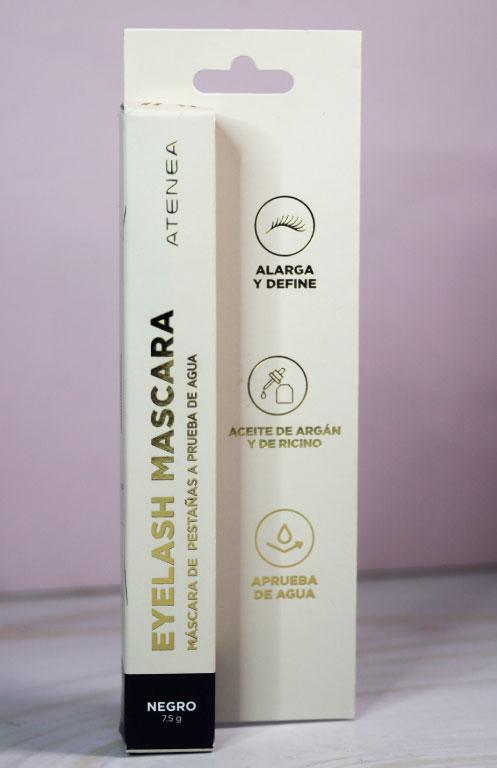 ATENEA
EYELASH MASCARA
MÁSCARA DE PESTAÑAS A PRUEBA DE AGUA
NEGRO
7.5 g
ALARGA
Y DEFINE
ACEITE DE ARGÁN
Y DE RICINO
APRUEBA
DE AGUA